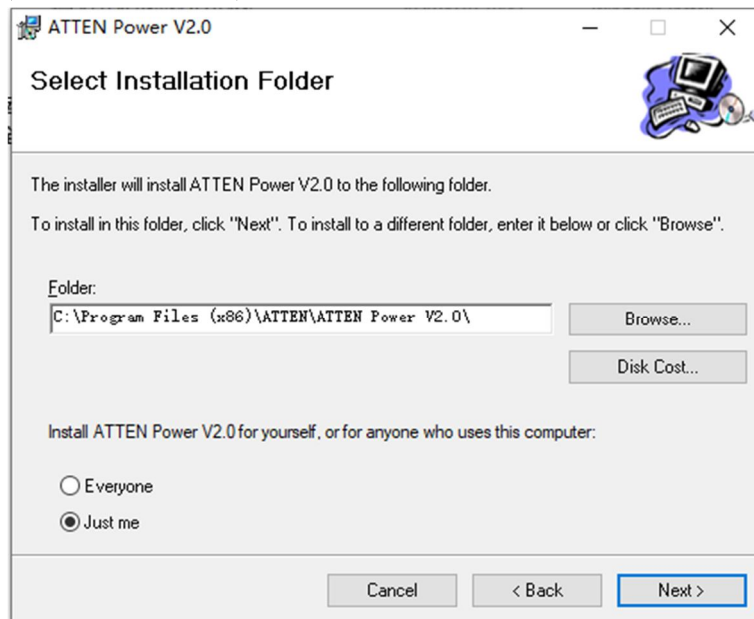 ATTEN Power V2.0
Select Installation Folder
The installer will install ATTEN Power V2.0 to the following folder.
To install in this folder, click "Next". To install to a different folder, enter it below or click "Browse".
Folder:
C:\Program Files (x86)\ATTEN\ATTEN Power V2.0\
Browse...
Disk Cost...
Install ATTEN Power V2.0 for yourself, or for anyone who uses this computer:
Everyone
Just me
Cancel
< Back
Next >